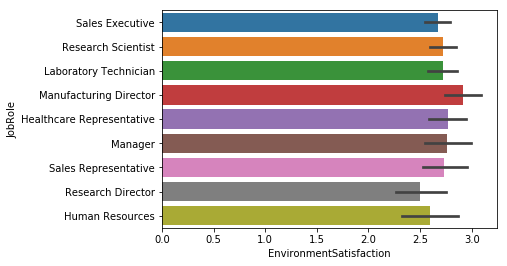 JobRole
Sales Executive
Research Scientist
Laboratory Technician
Manufacturing Director
Healthcare Representative
Manager
Sales Representative
Research Director
Human Resources
0.0 0.5 1.0 1.5 2.0 2.5 3.0
EnvironmentSatisfaction